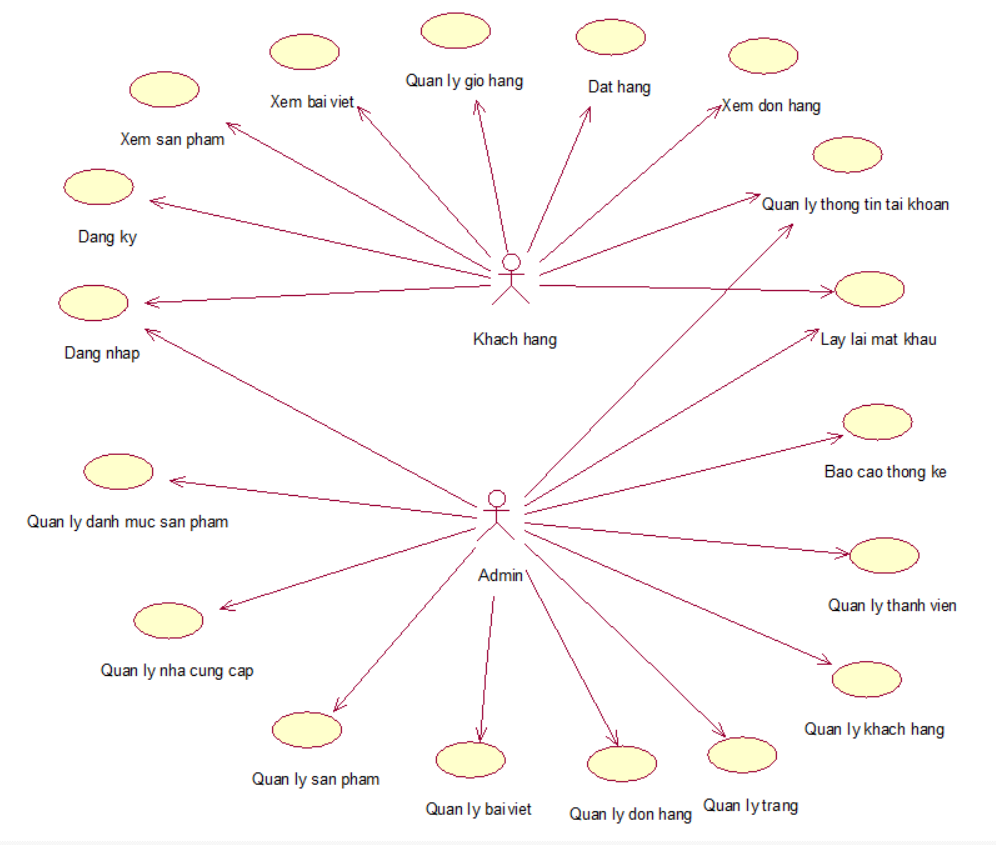 Quan ly gio hang
Dat hang
Xem bai viet
Xem don hang
Xem san pham
Quan ly thong tin tai khoan
Dang ky
Khach hang
Lay lai mat khau
Dang nhap
Bao cao thong ke
Quan ly danh muc san pham
Admin
Quan ly thanh vien
Quan ly nha cung cap
Quan ly khach hang
Quan ly san pham
Quan ly bai viet
Quan ly don hang
Quan ly trang